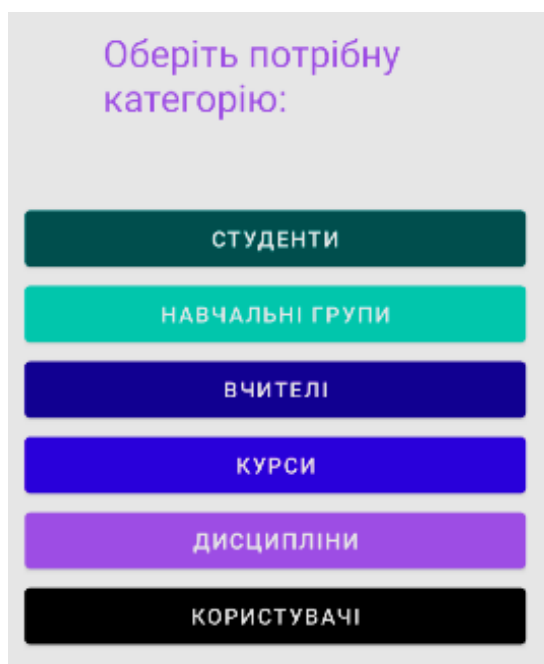 Оберіть потрібну
категорію:
СТУДЕНТИ
НАВЧАЛЬНІ ГРУПИ
ВЧИТЕЛІ
КУРСИ
ДИСЦИПЛІНИ
КОРИСТУВАЧІ